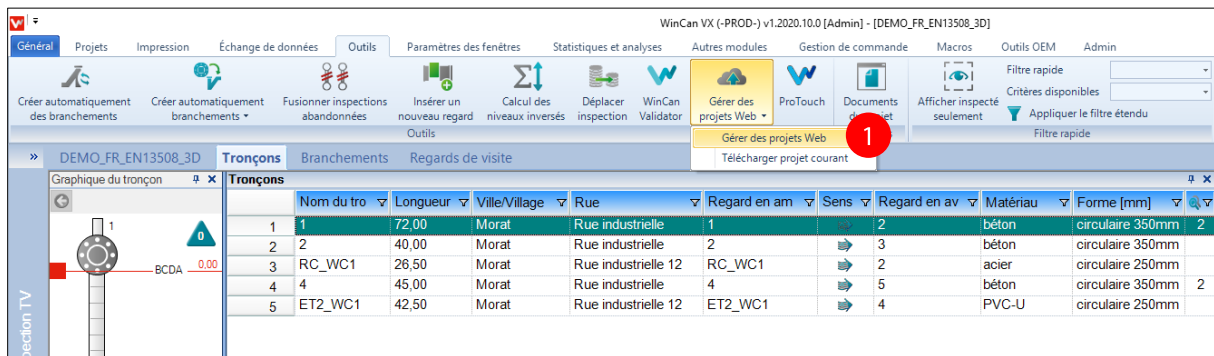 WinCan VX (-PROD-) v1.2020.10.0 [Admin] - [DEMO_FR_EN13508_3D]
Général Projets Impression Échange de données Outils Paramètres des fenêtres Statistiques et analyses Autres modules Gestion de commande Macros Outils OEM Admin
Créer automatiquement des branchements
Créer automatiquement branchements
Fusionner inspections abandonnées
Insérer un nouveau regard
Calcul des niveaux inversés
Déplacer inspection
WinCan Validator
Gérer des projets Web
ProTouch
Documents
Afficher inspecté seulement
Filtre rapide
Critères disponibles
Appliquer le filtre étendu
Outils
Filtre rapide
Gérer des projets Web
1
Télécharger projet courant
» DEMO_FR_EN13508_3D Tronçons Branchements Regards de visite
Graphique du tronçon
Tronçons
Nom du tro Longueur Ville/Village Rue Regard en am Sens Regard en av Matériau Forme [mm]
1 1 72,00 Morat Rue industrielle 1 2 béton circulaire 350mm 2
2 2 40,00 Morat Rue industrielle 2 3 béton circulaire 350mm
3 RC_WC1 26,50 Morat Rue industrielle 12 RC_WC1 2 acier circulaire 250mm
4 4 45,00 Morat Rue industrielle 4 5 béton circulaire 350mm 2
5 ET2_WC1 42,50 Morat Rue industrielle 12 ET2_WC1 4 PVC-U circulaire 250mm
1
0
BCDA 0,00
pection TV